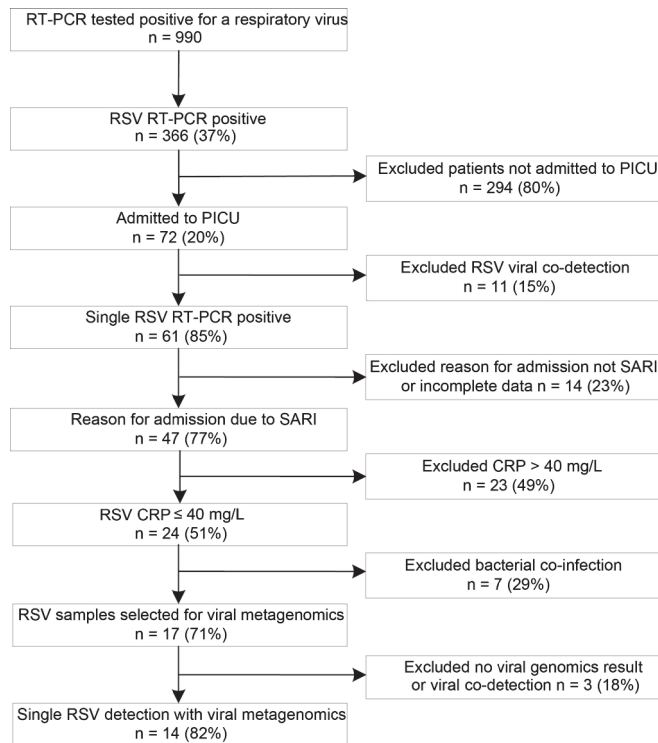 RT-PCR tested positive for a respiratory virus
n = 990
RSV RT-PCR positive
n = 366 (37%)
Excluded patients not admitted to PICU
n = 294 (80%)
Admitted to PICU
n = 72 (20%)
Excluded RSV viral co-detection
n = 11 (15%)
Single RSV RT-PCR positive
n = 61 (85%)
Excluded reason for admission not SARI
or incomplete data n = 14 (23%)
Reason for admission due to SARI
n = 47 (77%)
Excluded CRP > 40 mg/L
n = 23 (49%)
RSV CRP ≤ 40 mg/L
n = 24 (51%)
Excluded bacterial co-infection
n = 7 (29%)
RSV samples selected for viral metagenomics
n = 17 (71%)
Excluded no viral genomics result
or viral co-detection n = 3 (18%)
Single RSV detection with viral metagenomics
n = 14 (82%)